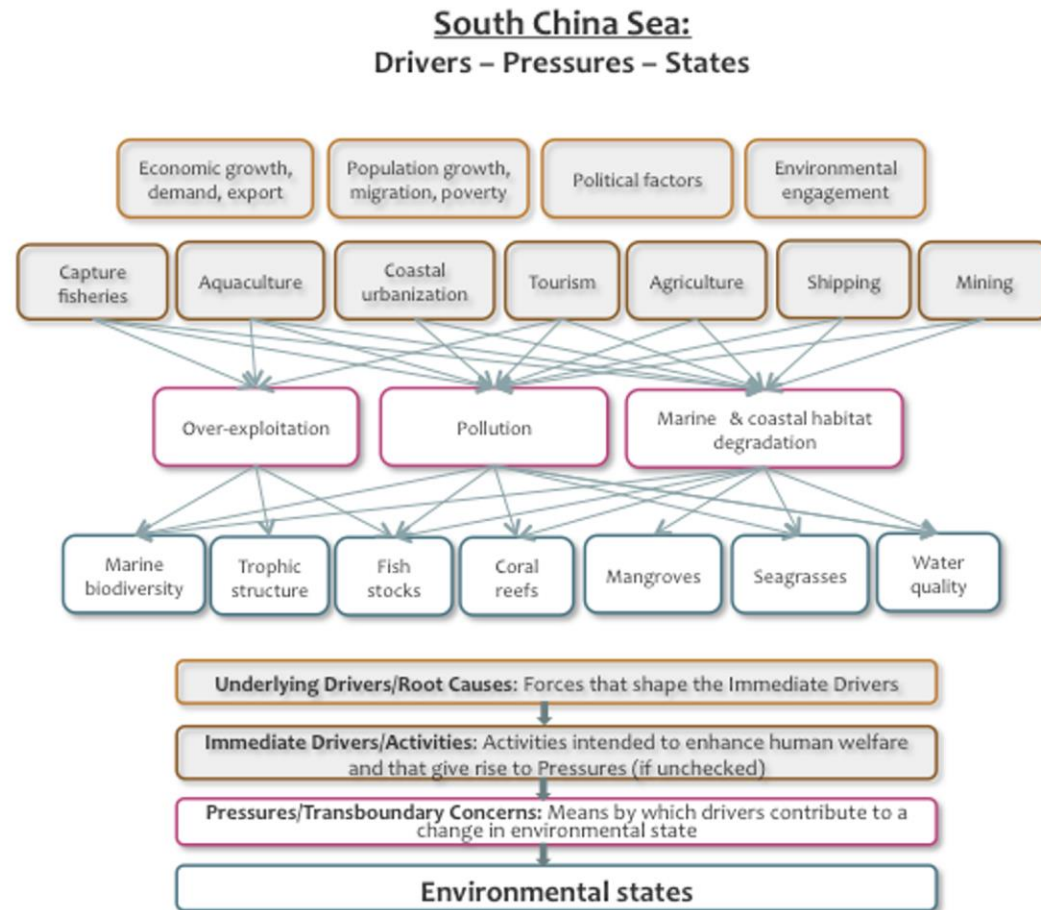 South China Sea:
Drivers – Pressures – States
Economic growth,
demand, export
Population growth,
migration, poverty
Political factors
Environmental
engagement
Capture
fisheries
Aquaculture
Coastal
urbanization
Tourism
Agriculture
Shipping
Mining
Over-exploitation
Pollution
Marine & coastal habitat
degradation
Marine
biodiversity
Trophic
structure
Fish
stocks
Coral
reefs
Mangroves
Seagrasses
Water
quality
Underlying Drivers/Root Causes: Forces that shape the Immediate Drivers
Immediate Drivers/Activities: Activities intended to enhance human welfare
and that give rise to Pressures (if unchecked)
Pressures/Transboundary Concerns: Means by which drivers contribute to a
change in environmental state
Environmental states